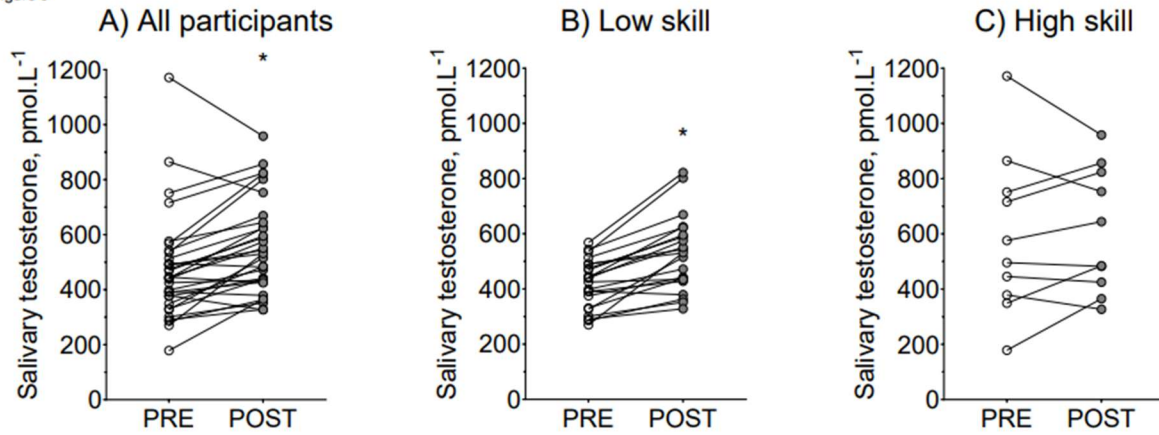 A) All participants
*
Salivary testosterone, pmol.L⁻¹
1200
1000
800
600
400
200
0
PRE POST
B) Low skill
*
Salivary testosterone, pmol.L⁻¹
1200
1000
800
600
400
200
0
PRE POST
C) High skill
Salivary testosterone, pmol.L⁻¹
1200
1000
800
600
400
200
0
PRE POST